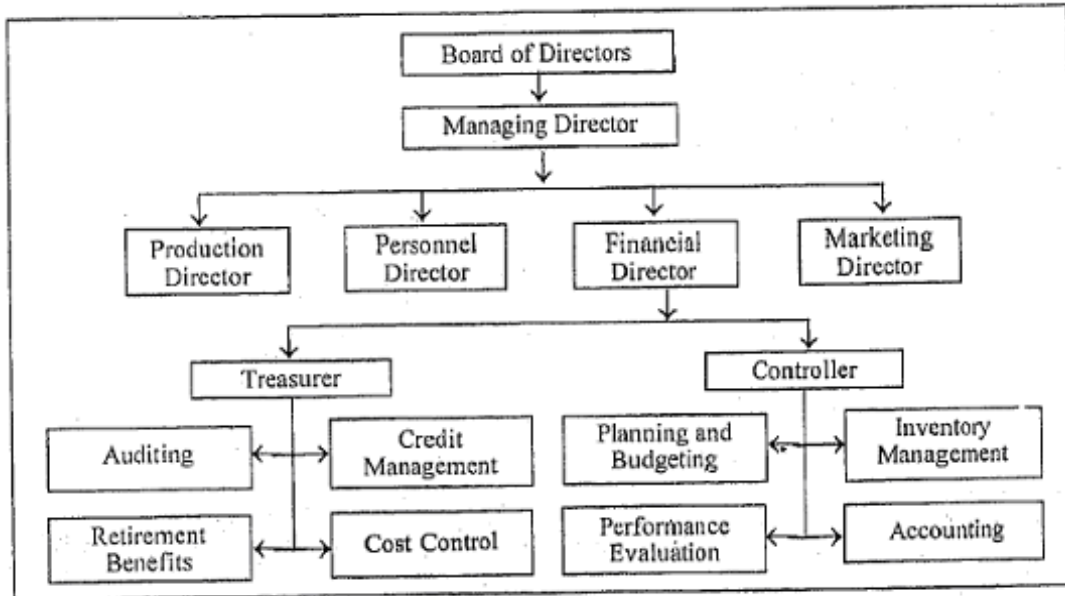 Board of Directors
Managing Director
Production
Director
Personnel
Director
Financial
Director
Marketing
Director
Treasurer
Controller
Auditing
Credit
Management
Planning and
Budgeting
Inventory
Management
Retirement
Benefits
Cost Control
Performance
Evaluation
Accounting